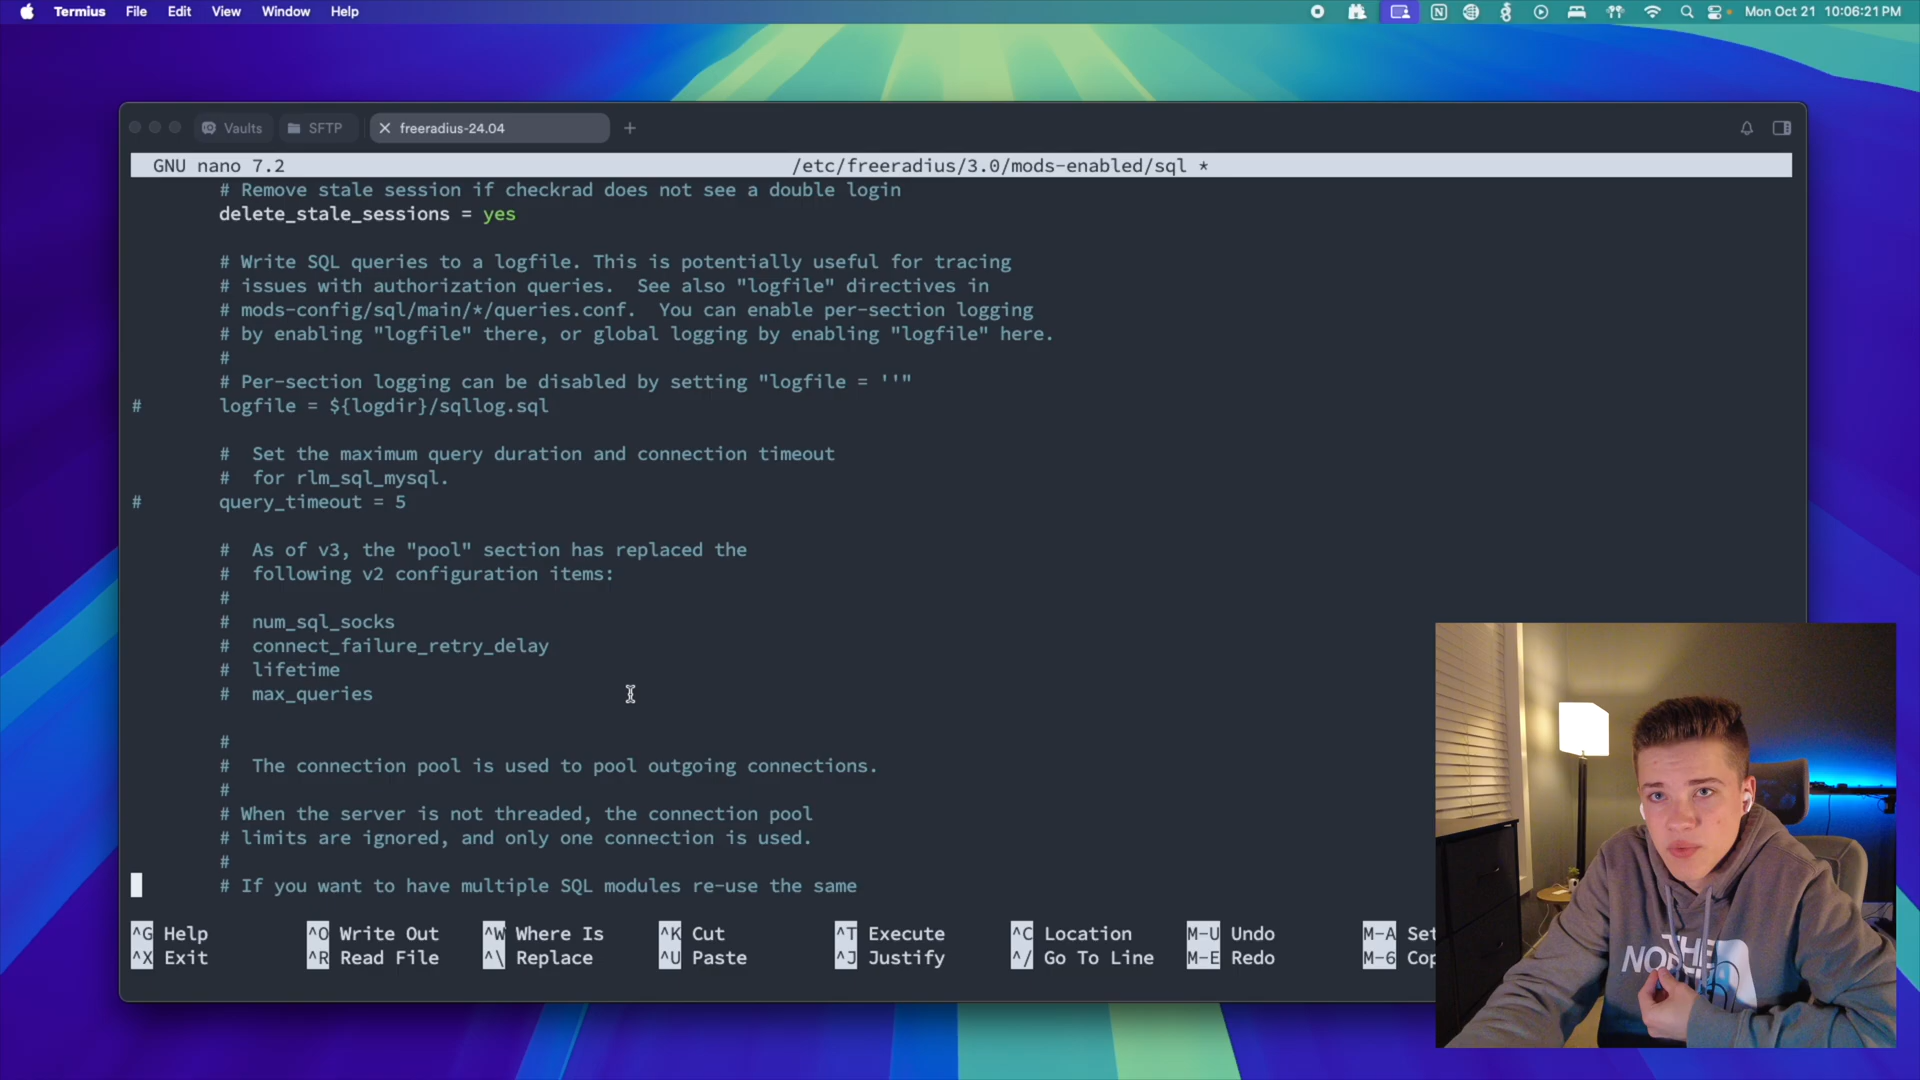 Termius File Edit View Window Help
Mon Oct 21 10:06:21 PM
Vaults SFTP freeradius-24.04
GNU nano 7.2 /etc/freeradius/3.0/mods-enabled/sql *
# Remove stale session if checkrad does not see a double login
delete_stale_sessions = yes
# Write SQL queries to a logfile. This is potentially useful for tracing
# issues with authorization queries.  See also "logfile" directives in
# mods-config/sql/main/*/queries.conf.  You can enable per-section logging
# by enabling "logfile" there, or global logging by enabling "logfile" here.
#
# Per-section logging can be disabled by setting "logfile = ''"
# logfile = ${logdir}/sqllog.sql
#  Set the maximum query duration and connection timeout
#  for rlm_sql_mysql.
# query_timeout = 5
#  As of v3, the "pool" section has replaced the
#  following v2 configuration items:
#
#  num_sql_socks
#  connect_failure_retry_delay
#  lifetime
#  max_queries
#
#  The connection pool is used to pool outgoing connections.
#
# When the server is not threaded, the connection pool
# limits are ignored, and only one connection is used.
#
# If you want to have multiple SQL modules re-use the same
^G Help ^O Write Out ^W Where Is ^K Cut ^T Execute ^C Location M-U Undo M-A Set
^X Exit ^R Read File ^\ Replace ^U Paste ^J Justify ^/ Go To Line M-E Redo M-6 Cop
THE
NO